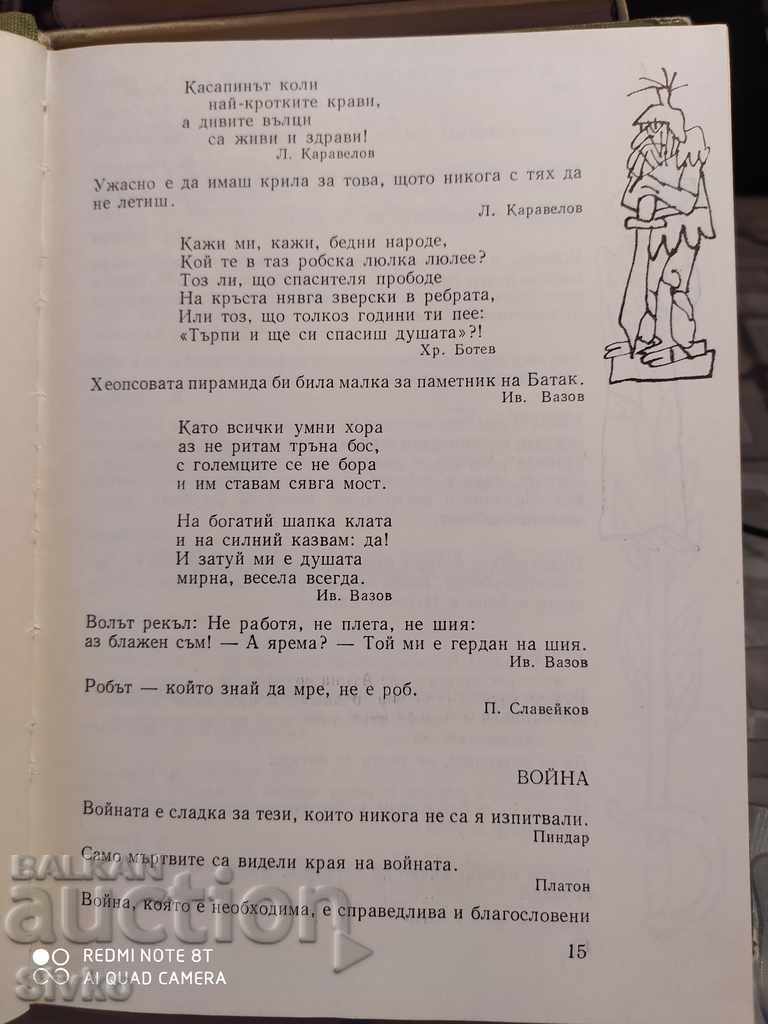 Касапинът коли
най-кротките крави,
а дивите вълци
са живи и здрави!
Л. Каравелов
Ужасно е да имаш крила за това, щото никога с тях да
не летиш.
Л. Каравелов
Кажи ми, кажи, бедни народе,
Кой те в таз робска люлка люлее?
Тоз ли, що спасителя прободе
На кръста нявга зверски в ребрата,
Или тоз, що толкоз години ти пее:
«Търпи и ще си спасиш душата»?!
Хр. Ботев
Хеопсовата пирамида би била малка за паметник на Батак.
Ив. Вазов
Като всички умни хора
аз не ритам тръна бос,
с големците се не бора
и им ставам сявга мост.
На богатий шапка клата
и на силний казвам: да!
И затуй ми е душата
мирна, весела всегда.
Ив. Вазов
Волът рекъл: Не работя, не плета, не шия:
аз блажен съм! — А ярема? — Той ми е гердан на шия.
Ив. Вазов
Робът — който знай да мре, не е роб.
П. Славейков
ВОЙНА
Войната е сладка за тези, които никога не са я изпитвали.
Пиндар
Само мъртвите са видели края на войната.
Платон
Война, която е необходима, е справедлива и благословени
15
BALKAN
auction
REDMI NOTE 8T
AI QUAD CAMERA
Sivko